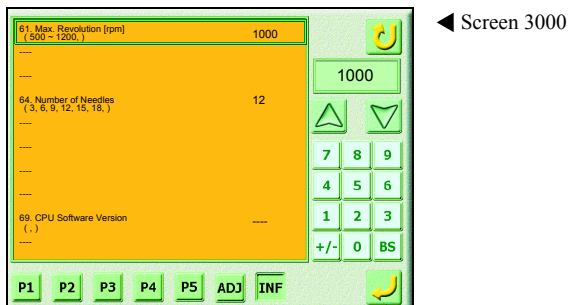 ◀ Screen 3000
61. Max. Revolution [rpm] 1000
( 500 ~ 1200, )
----
----
64. Number of Needles 12
( 3, 6, 9, 12, 15, 18, )
----
----
----
----
69. CPU Software Version ----
( , )
----
1000
7 8 9
4 5 6
1 2 3
+/- 0 BS
P1 P2 P3 P4 P5 ADJ INF